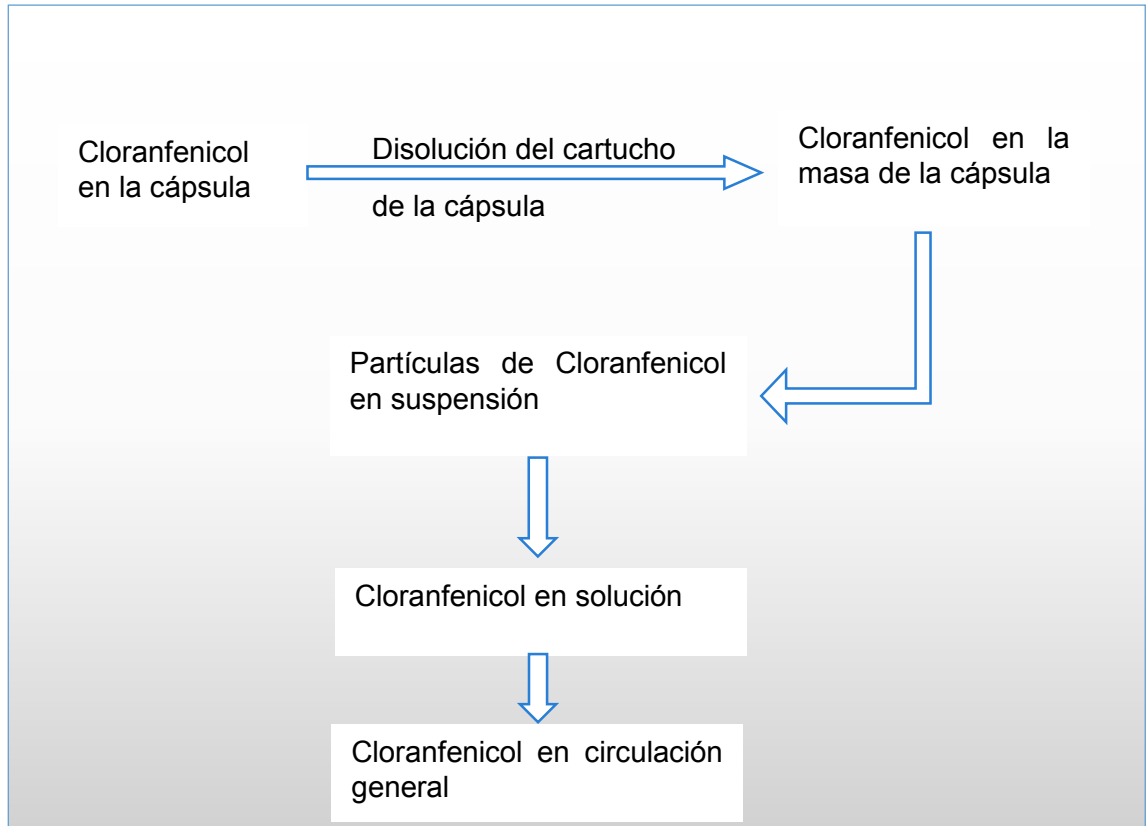 Cloranfenicol
en la cápsula
Disolución del cartucho
de la cápsula
Cloranfenicol en la
masa de la cápsula
Partículas de Cloranfenicol
en suspensión
Cloranfenicol en solución
Cloranfenicol en circulación
general